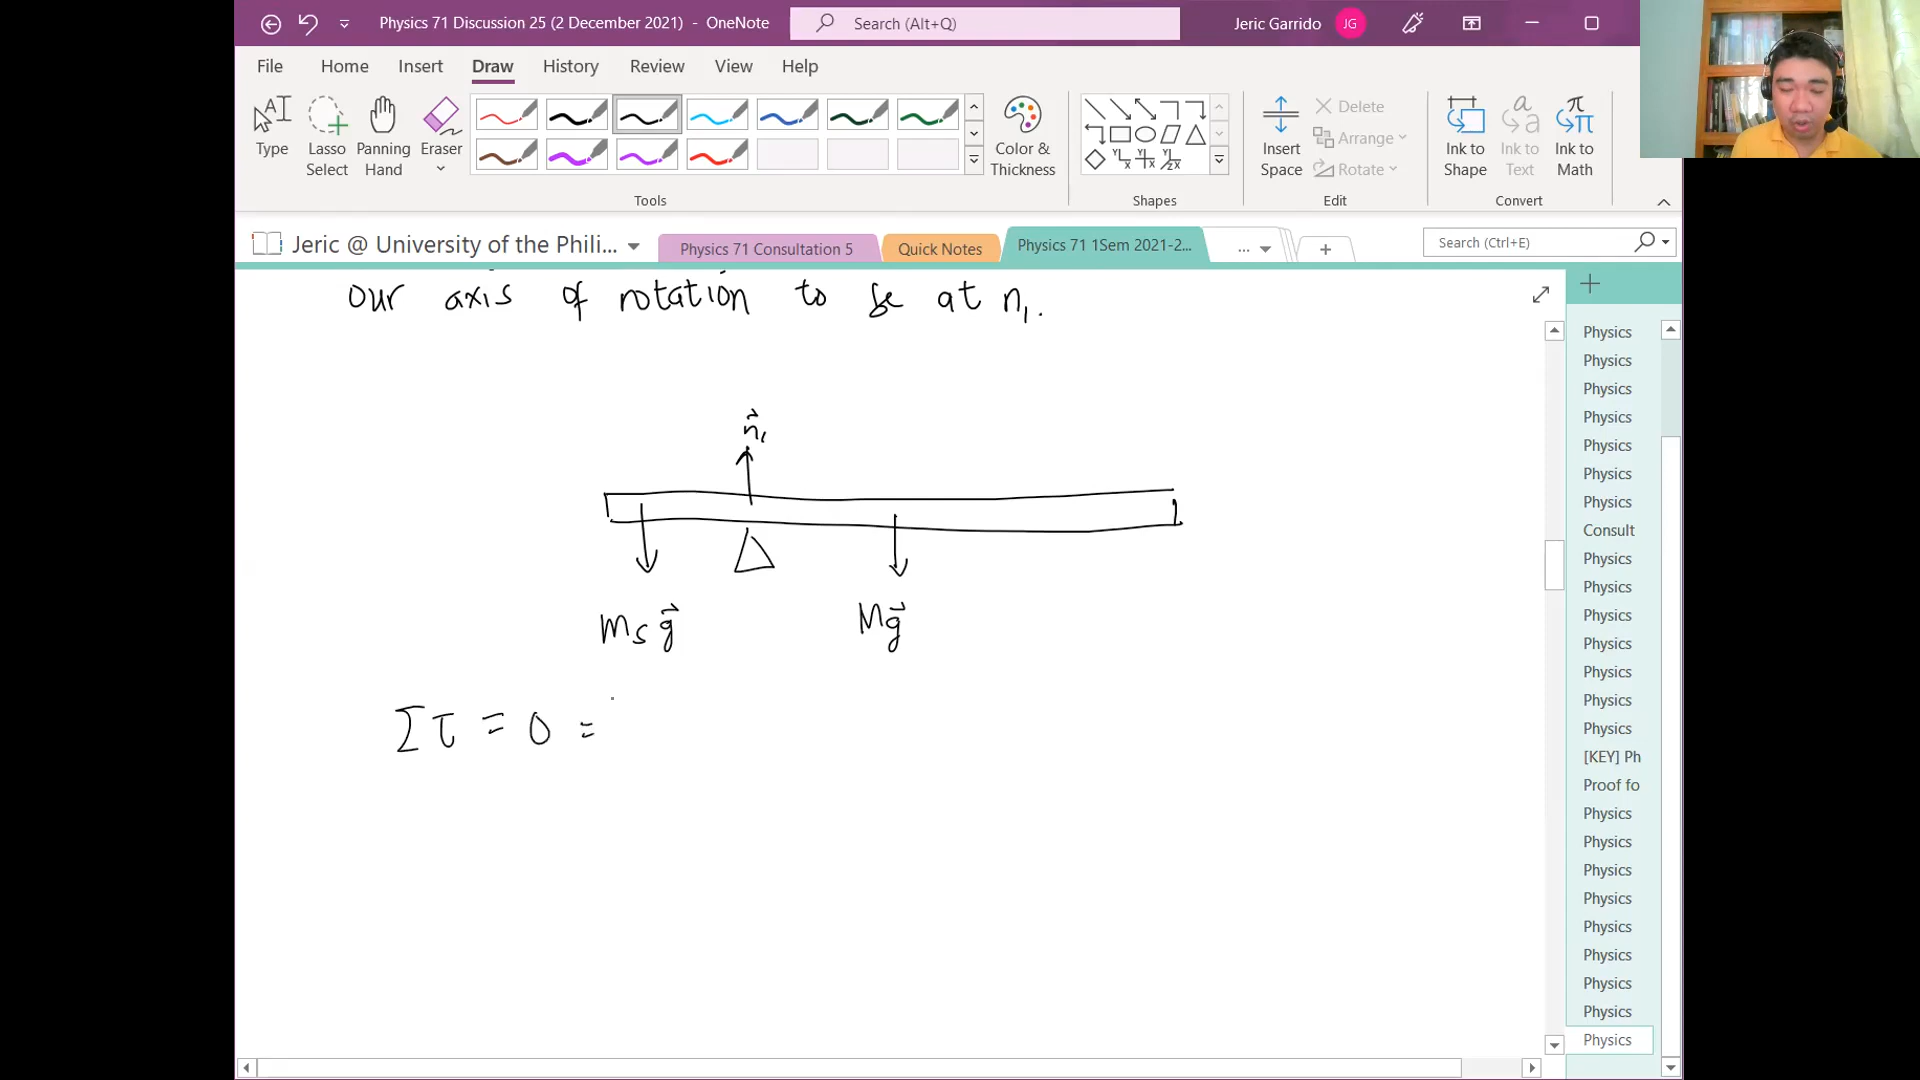 Physics 71 Discussion 25 (2 December 2021) - OneNote
Search (Alt+Q)
Jeric Garrido
JG
File Home Insert Draw History Review View Help
Type
Lasso Select
Panning Hand
Eraser
Color & Thickness
Insert Space
Delete
Arrange
Rotate
Ink to Shape
Ink to Text
Ink to Math
Tools
Shapes
Edit
Convert
Jeric @ University of the Phili...
Physics 71 Consultation 5
Quick Notes
Physics 71 1Sem 2021-2...
...
Search (Ctrl+E)
our axis of rotation to be at n₁.
n⃗₁
mₛ g⃗
Mg⃗
Στ = 0 =
Physics
Physics
Physics
Physics
Physics
Physics
Physics
Consult
Physics
Physics
Physics
Physics
Physics
Physics
Physics
[KEY] Ph
Proof fo
Physics
Physics
Physics
Physics
Physics
Physics
Physics
Physics
Physics